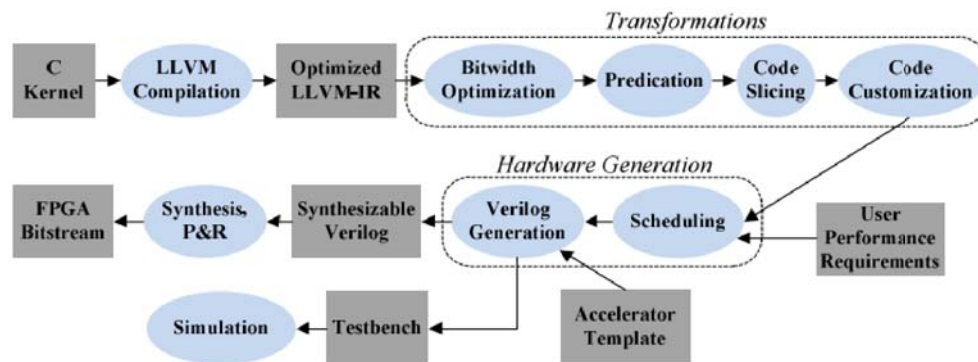 Transformations
C
Kernel
LLVM
Compilation
Optimized
LLVM-IR
Bitwidth
Optimization
Predication
Code
Slicing
Code
Customization
Hardware Generation
FPGA
Bitstream
Synthesis,
P&R
Synthesizable
Verilog
Verilog
Generation
Scheduling
User
Performance
Requirements
Simulation
Testbench
Accelerator
Template